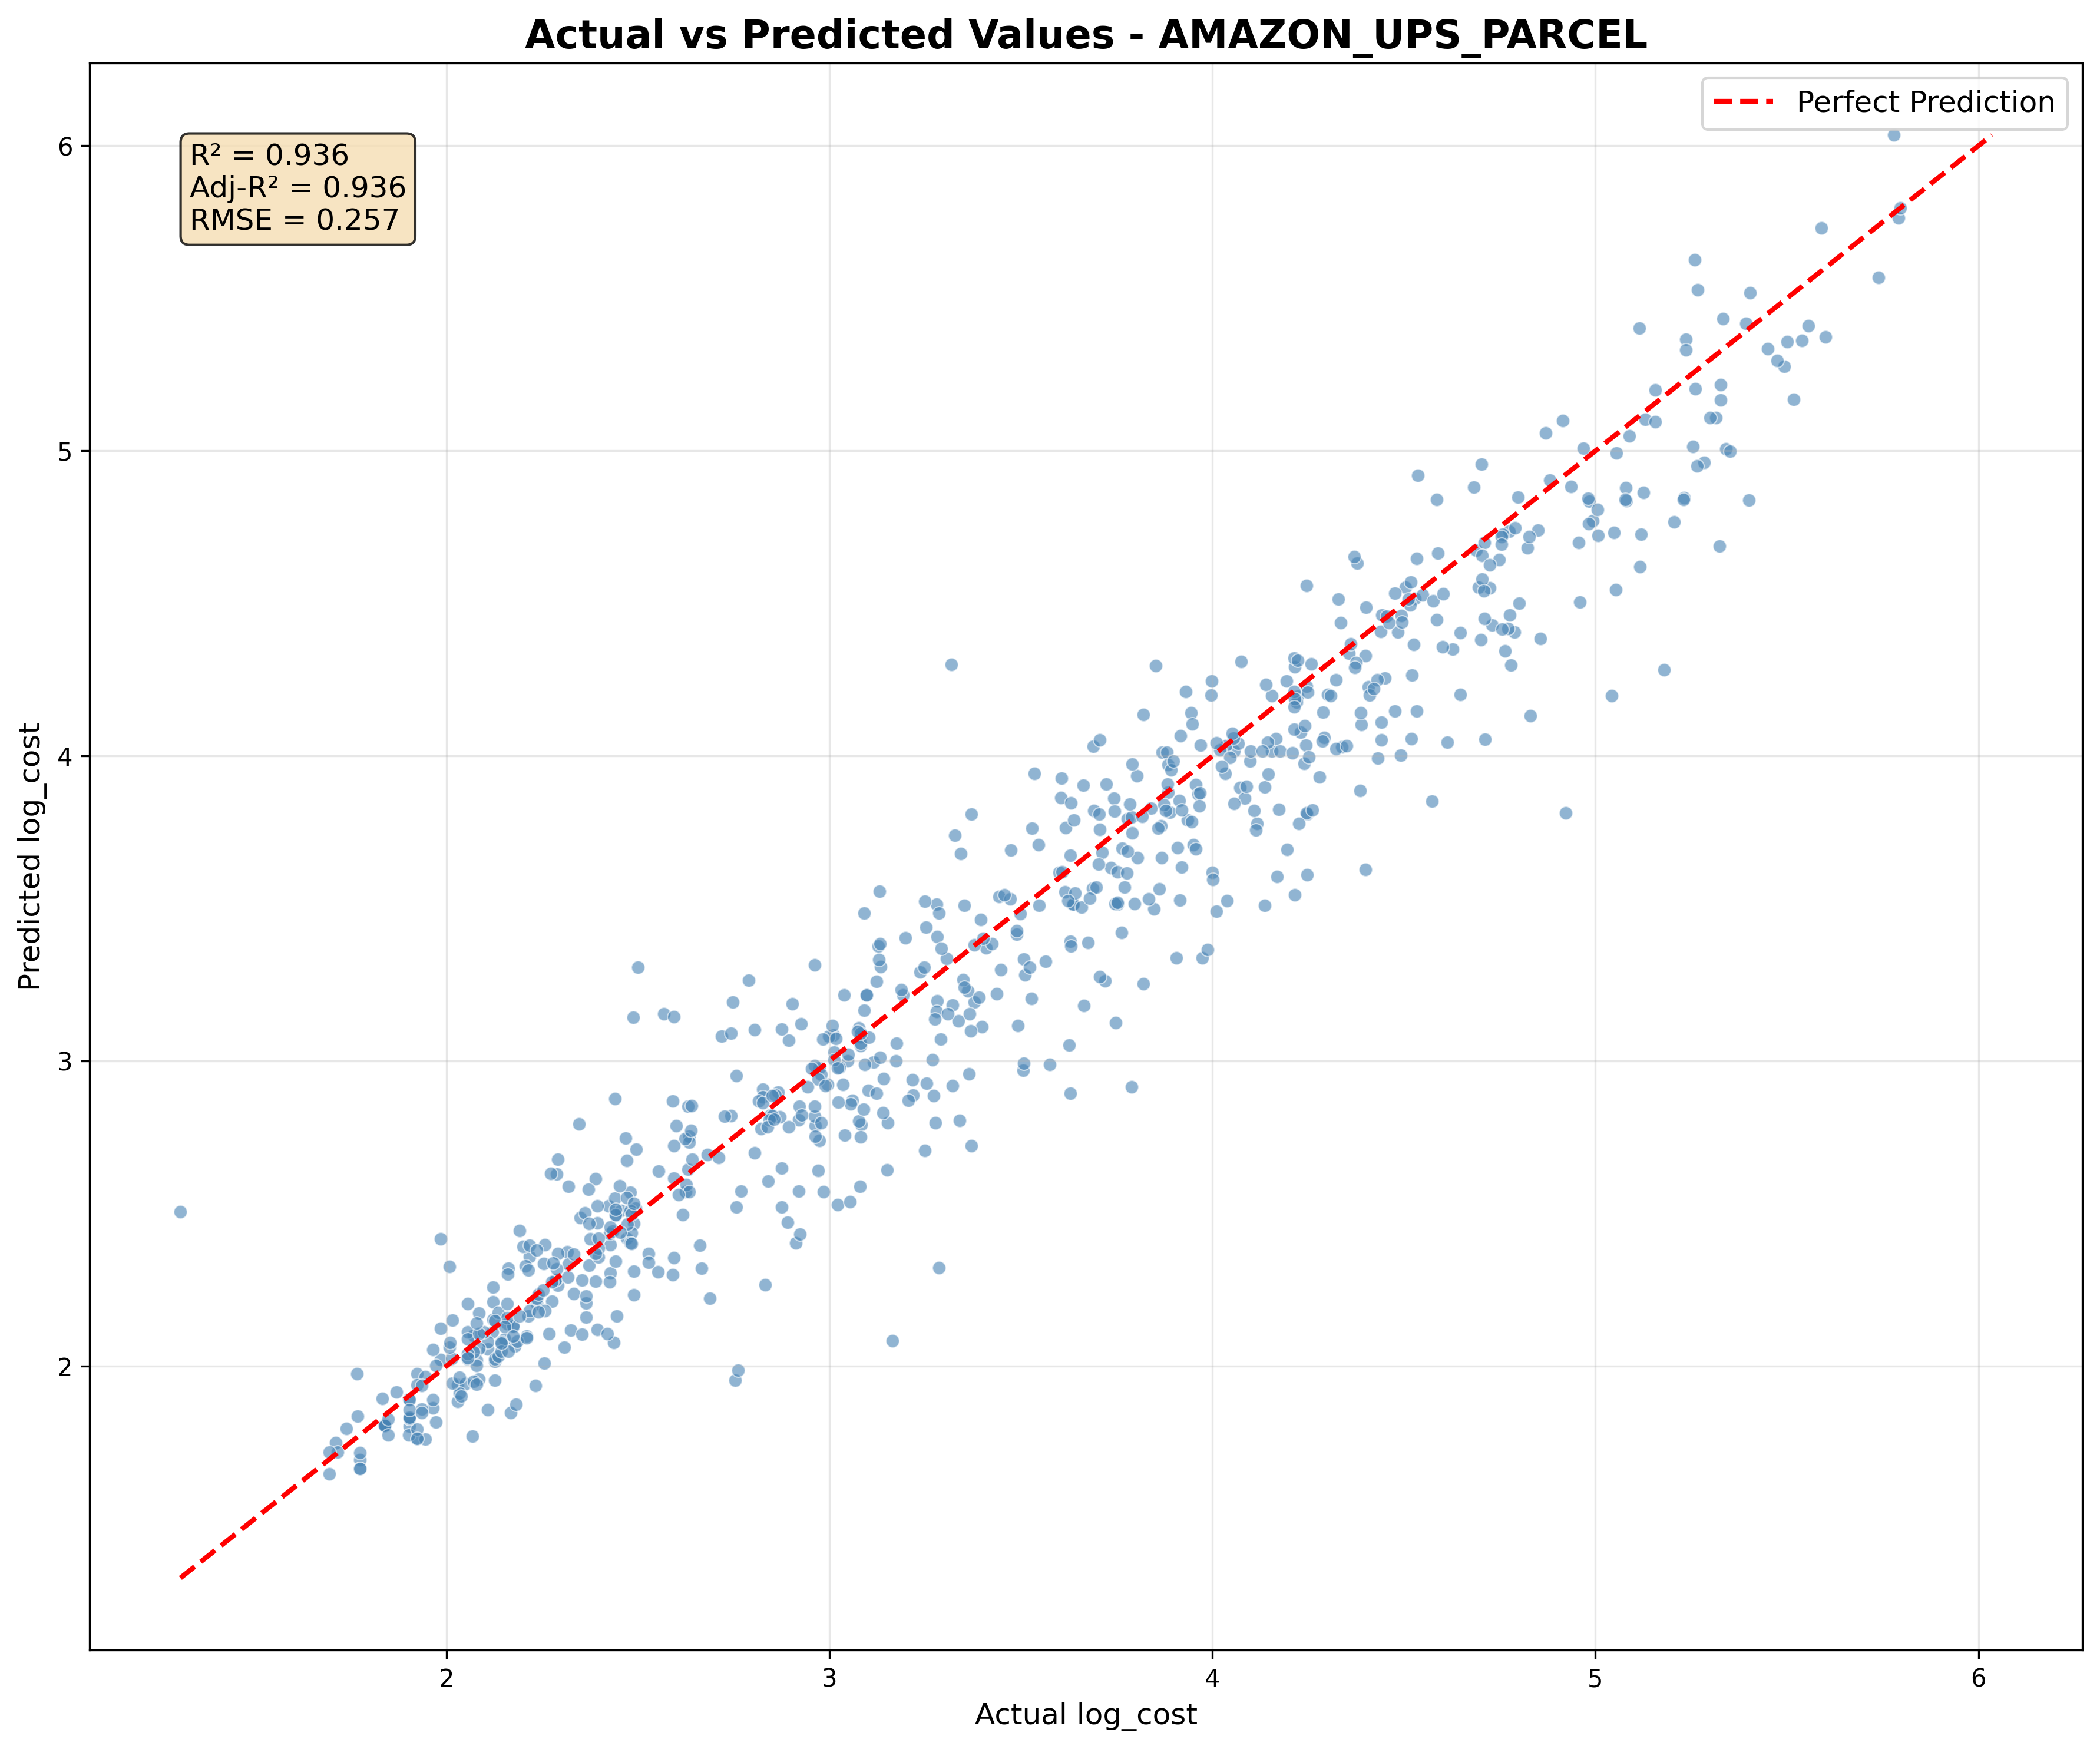 Actual vs Predicted Values - AMAZON_UPS_PARCEL
Perfect Prediction
R² = 0.936
Adj-R² = 0.936
RMSE = 0.257
6
5
4
3
2
Predicted log_cost
2 3 4 5 6
Actual log_cost